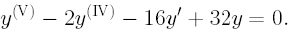 y^{(V)} − 2y^{(IV)} − 16y′ + 32y = 0.